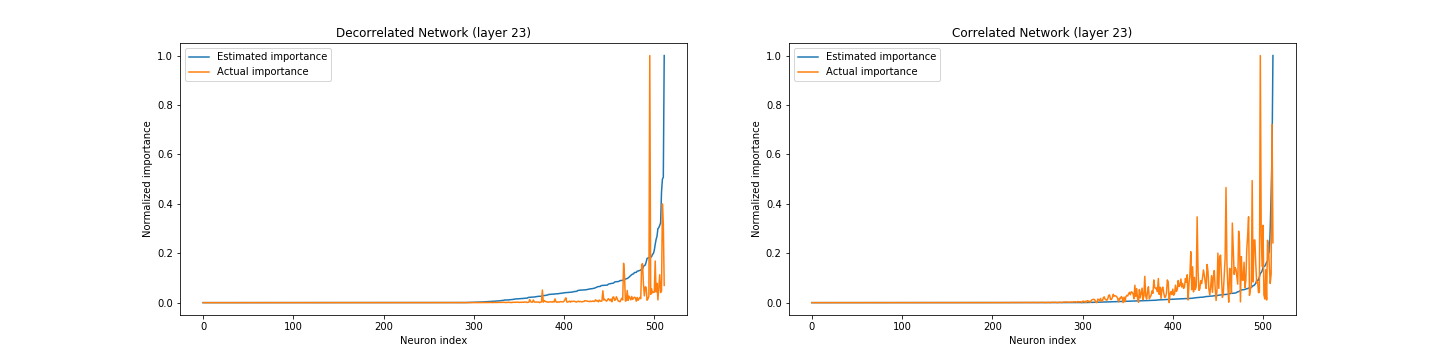 Decorrelated Network (layer 23)
Estimated importance
Actual importance
1.0
0.8
0.6
0.4
0.2
0.0
Normalized importance
0 100 200 300 400 500
Neuron index
Correlated Network (layer 23)
Estimated importance
Actual importance
1.0
0.8
0.6
0.4
0.2
0.0
Normalized importance
0 100 200 300 400 500
Neuron index